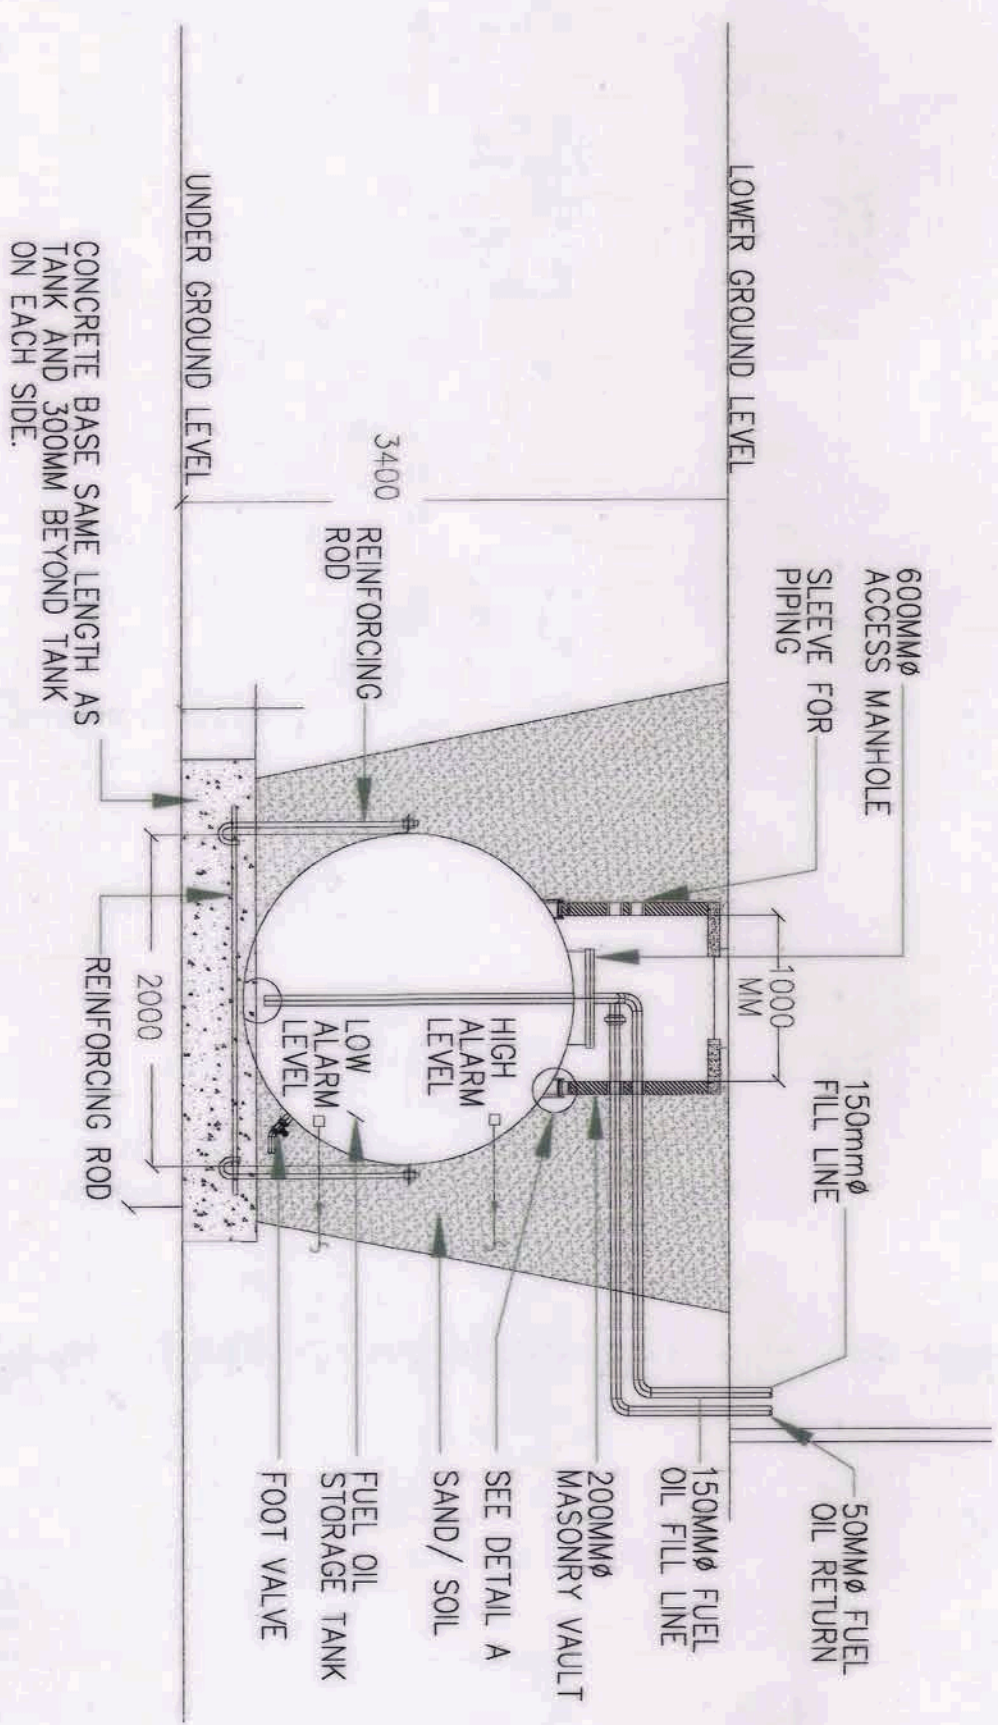 600MMØ
ACCESS MANHOLE
SLEEVE FOR
PIPING
LOWER GROUND LEVEL
150mmØ
FILL LINE
50MMØ FUEL
OIL RETURN
1000
MM
150MMØ FUEL
OIL FILL LINE
200MMØ
MASONRY VAULT
SEE DETAIL A
SAND/ SOIL
HIGH
ALARM
LEVEL
LOW
ALARM
LEVEL
FUEL OIL
STORAGE TANK
FOOT VALVE
3400
REINFORCING
ROD
UNDER GROUND LEVEL
2000
REINFORCING ROD
CONCRETE BASE SAME LENGTH AS
TANK AND 300MM BEYOND TANK
ON EACH SIDE.